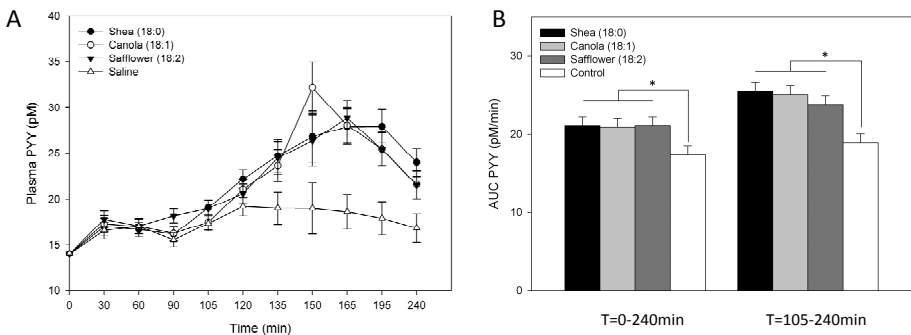 A
Shea (18:0)
Canola (18:1)
Safflower (18:2)
Saline
Plasma PYY (pM)
40
35
30
25
20
15
10
0 30 60 90 105 120 135 150 165 195 240
Time (min)
B
Shea (18:0)
Canola (18:1)
Safflower (18:2)
Control
AUC PYY (pM/min)
30
20
10
0
*
*
T=0-240min
T=105-240min